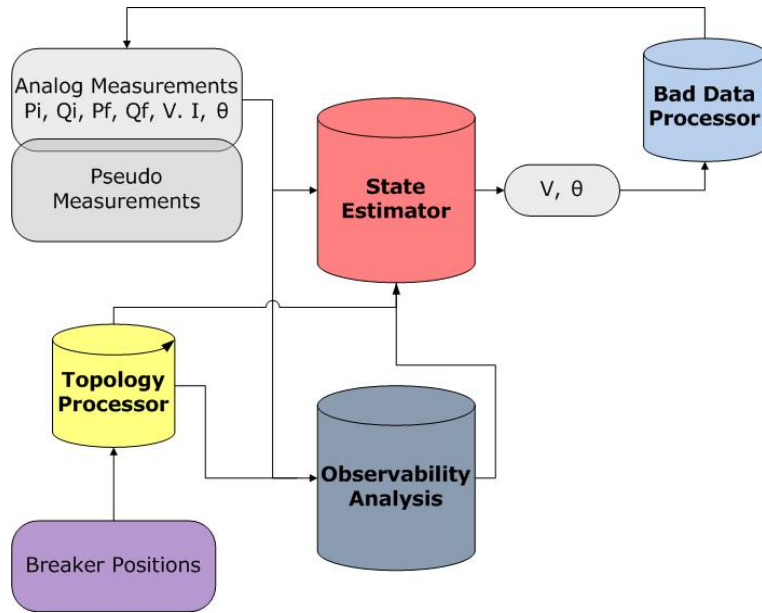 Analog Measurements
Pi, Qi, Pf, Qf, V. I, θ
Pseudo
Measurements
State
Estimator
V, θ
Bad Data
Processor
Topology
Processor
Observability
Analysis
Breaker Positions